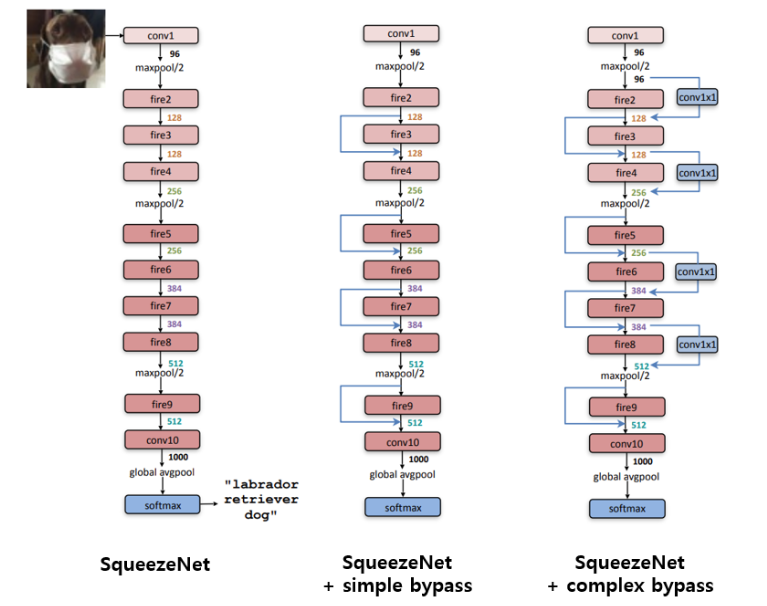 conv1
96
maxpool/2
fire2
128
fire3
128
fire4
256
maxpool/2
fire5
256
fire6
384
fire7
384
fire8
512
maxpool/2
fire9
512
conv10
1000
global avgpool
softmax
"labrador
retriever
dog"
SqueezeNet
conv1
96
maxpool/2
fire2
128
fire3
128
fire4
256
maxpool/2
fire5
256
fire6
384
fire7
384
fire8
512
maxpool/2
fire9
512
conv10
1000
global avgpool
softmax
SqueezeNet
+ simple bypass
conv1
96
maxpool/2
96
conv1x1
fire2
128
fire3
128
conv1x1
fire4
256
maxpool/2
fire5
256
conv1x1
fire6
384
fire7
384
conv1x1
fire8
512
maxpool/2
fire9
512
conv10
1000
global avgpool
softmax
SqueezeNet
+ complex bypass